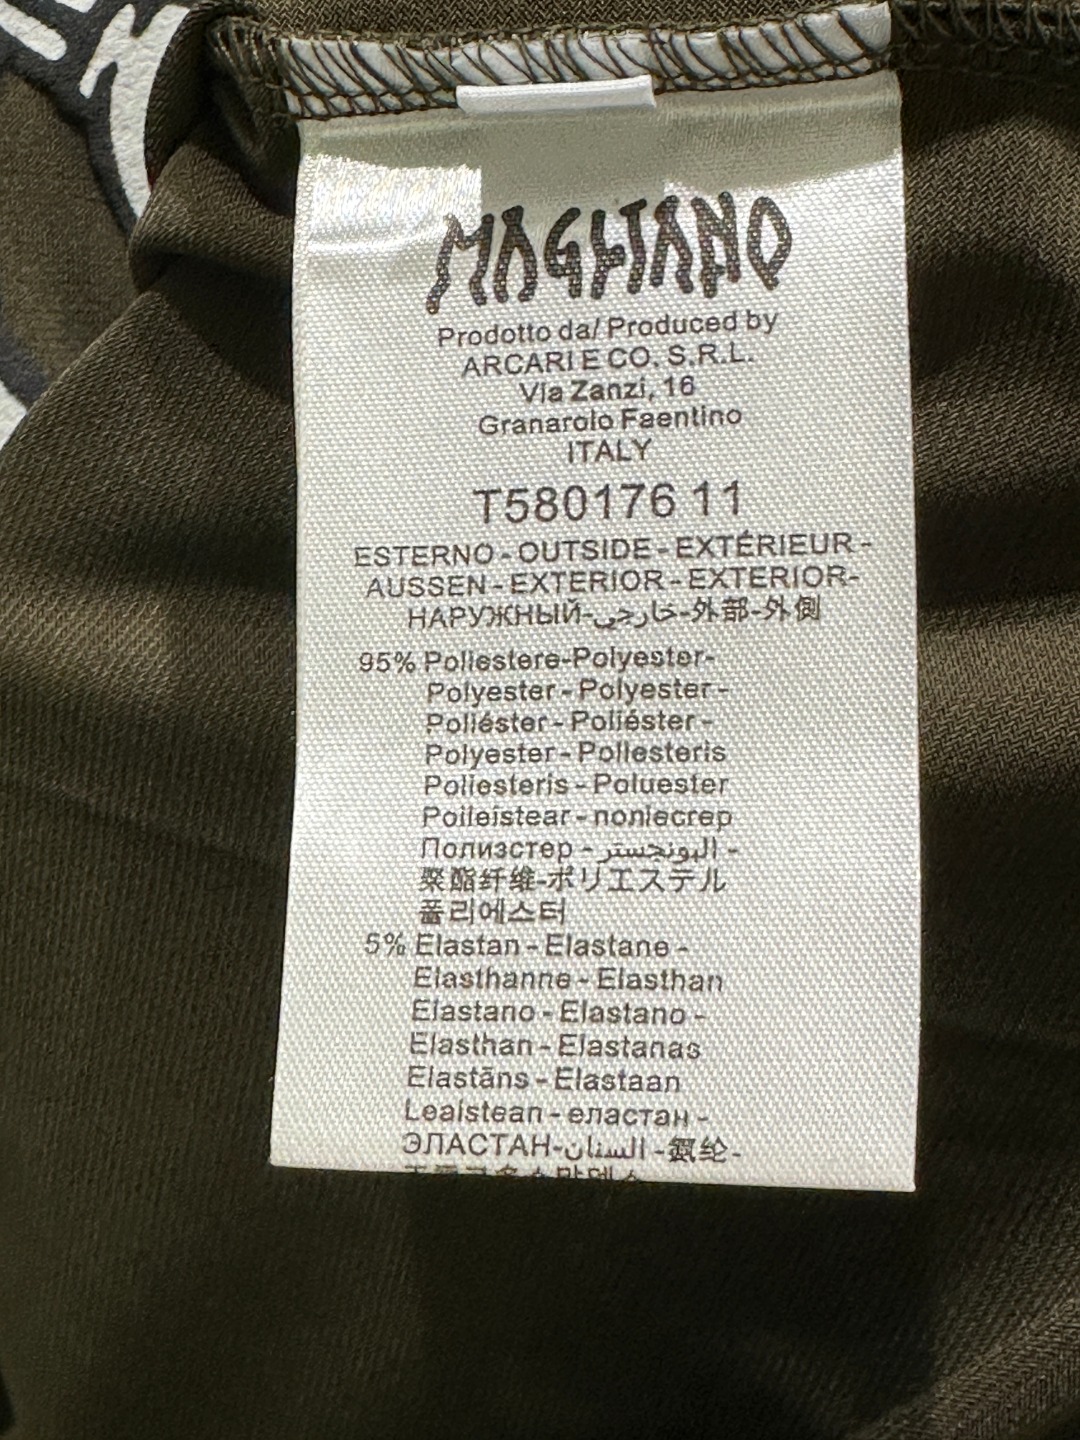 MAGLIANO
Prodotto da/ Produced by
ARCARI E CO. S.R.L.
Via Zanzi, 16
Granarolo Faentino
ITALY
T580176 11
ESTERNO - OUTSIDE - EXTÉRIEUR -
AUSSEN - EXTERIOR - EXTERIOR-
НАРУЖНЫЙ-خارجي-外部-外側
95% Poliestere-Polyester-
Polyester - Polyester -
Poliéster - Poliéster -
Polyester - Poliesteris
Poliesteris - Poluester
Poileistear - nonlecrep
Полиэстер - البونجستر -
聚酯纤维-ポリエステル
폴리에스터
5% Elastan - Elastane -
Elasthanne - Elasthan
Elastano - Elastano -
Elasthan - Elastanas
Elastāns - Elastaan
Leaistean - еластан -
ЭЛАСТАН-السنان-氨纶-